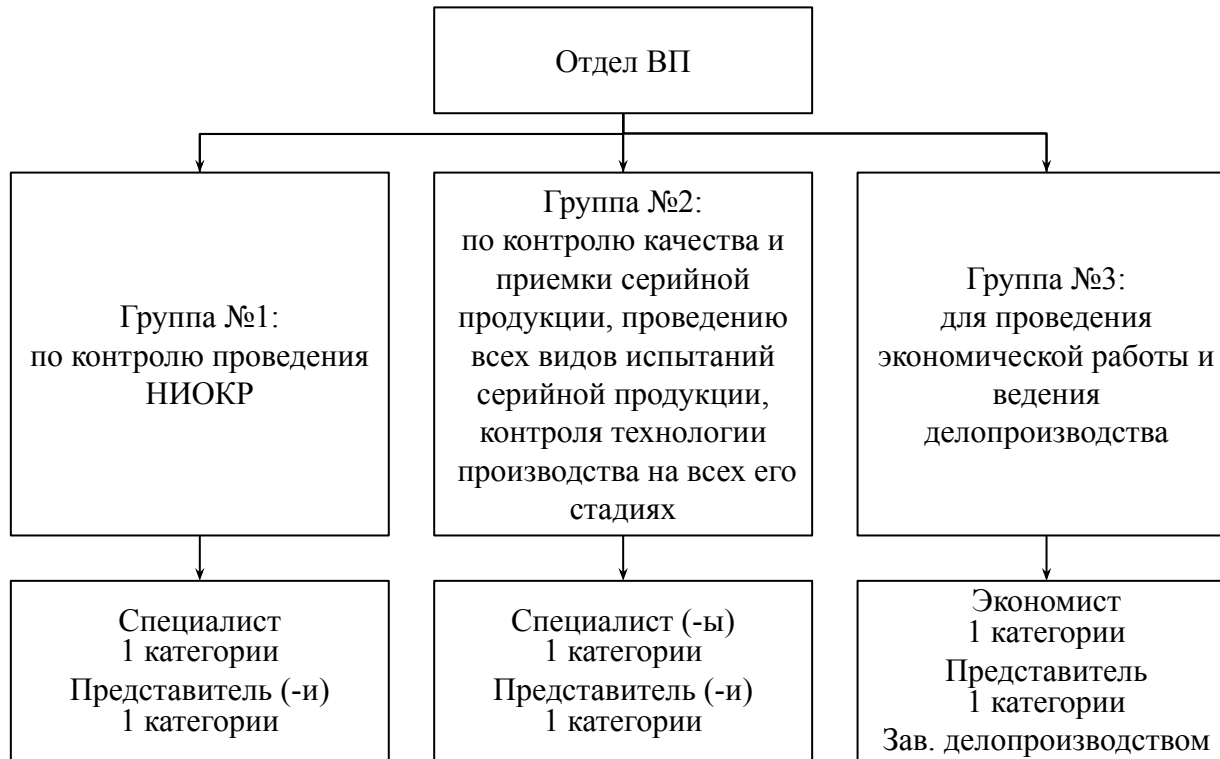 Отдел ВП
Группа №1:
по контролю проведения
НИОКР
Группа №2:
по контролю качества и
приемки серийной
продукции, проведению
всех видов испытаний
серийной продукции,
контроля технологии
производства на всех его
стадиях
Группа №3:
для проведения
экономической работы и
ведения
делопроизводства
Специалист
1 категории
Представитель (-и)
1 категории
Специалист (-ы)
1 категории
Представитель (-и)
1 категории
Экономист
1 категории
Представитель
1 категории
Зав. делопроизводством